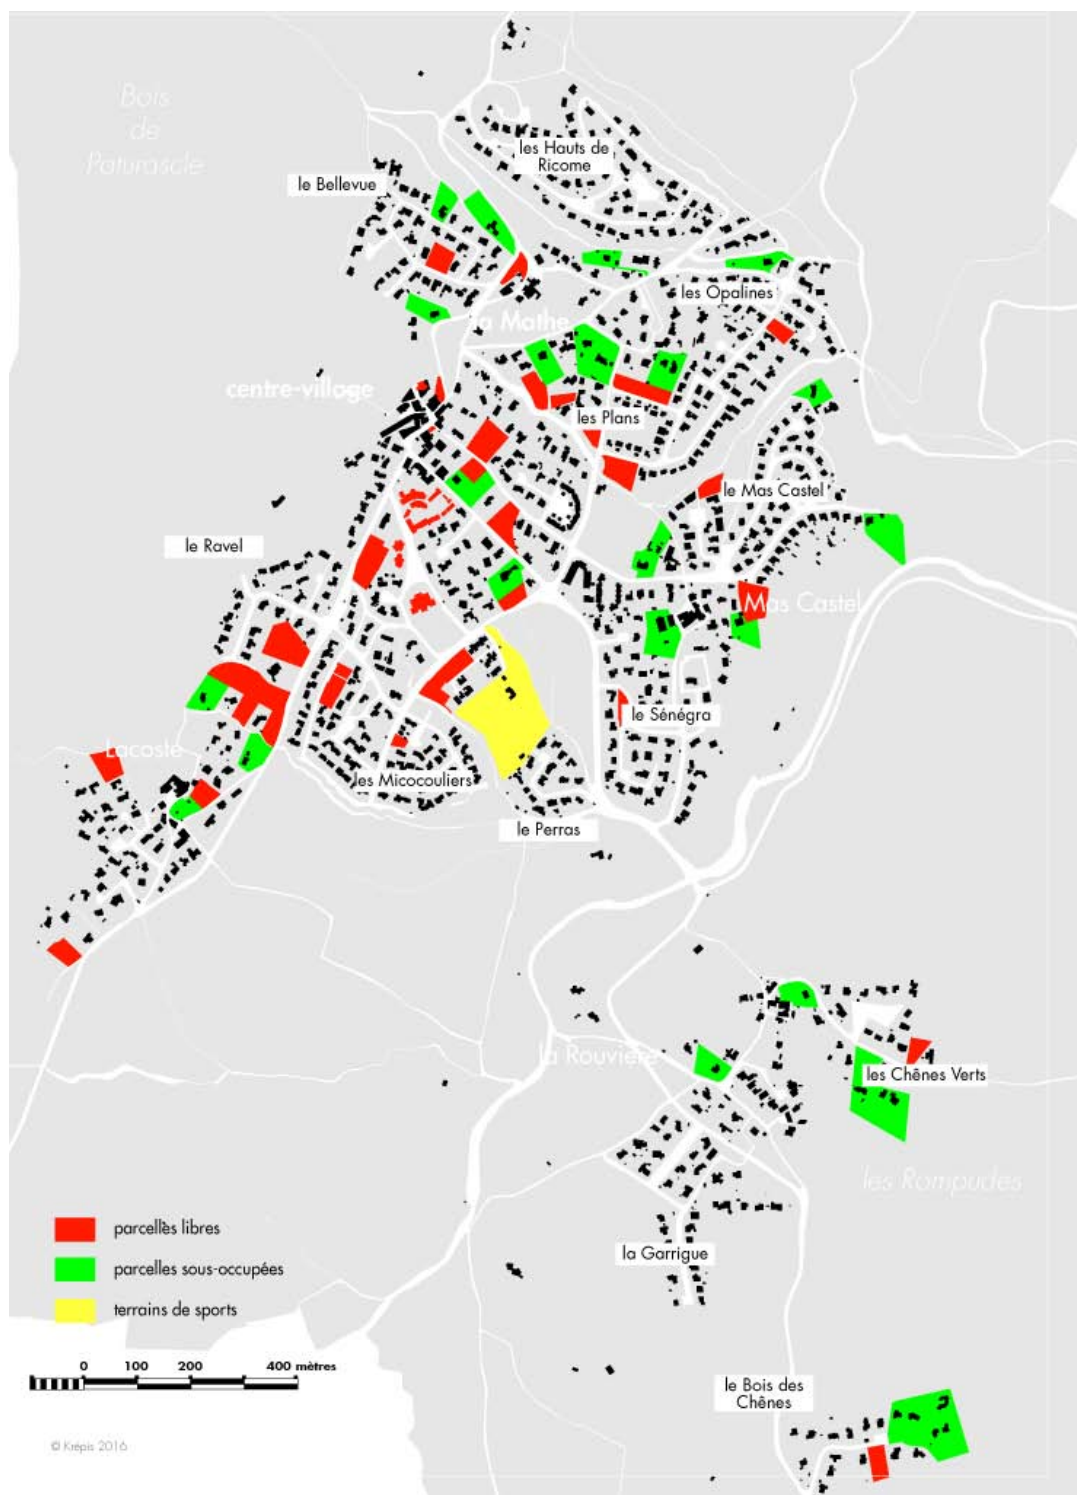 Bois
de
Paturascle
les Hauts de
Ricome
le Bellevue
les Opalines
la Mathe
centre-village
les Plans
le Mas Castel
le Ravel
Mas Castel
le Sénégra
Lacoste
les Micocouliers
le Perras
la Rouvière
les Chênes Verts
les Rompudes
parcelles libres
la Garrigue
parcelles sous-occupées
terrains de sports
0 100 200 400 mètres
le Bois des
Chênes
© Krépis 2016